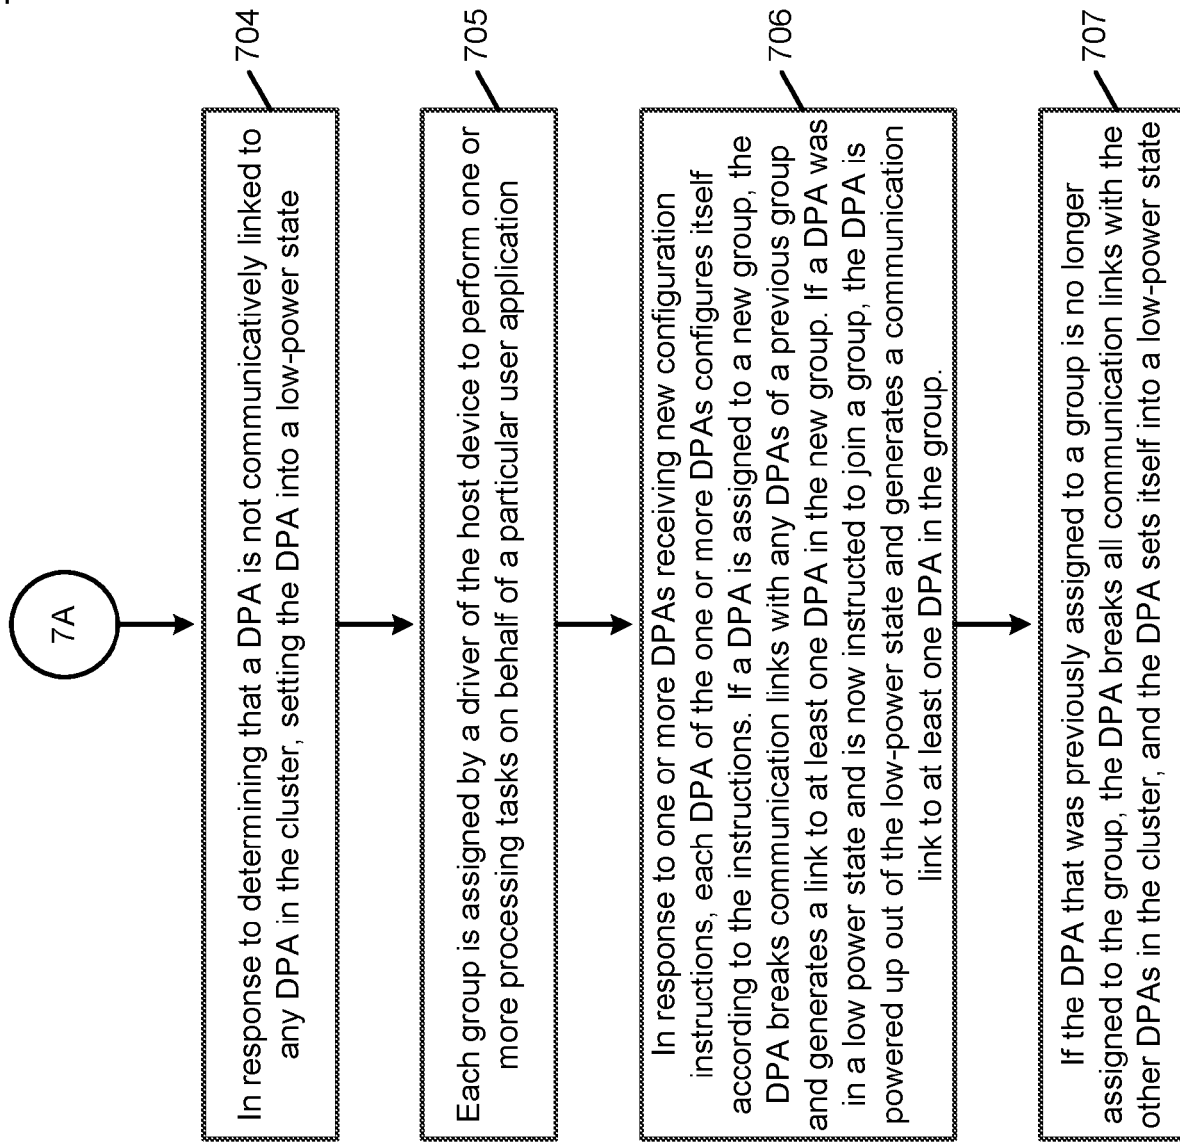 7A
704
In response to determining that a DPA is not communicatively linked to
any DPA in the cluster, setting the DPA into a low-power state
705
Each group is assigned by a driver of the host device to perform one or
more processing tasks on behalf of a particular user application
706
In response to one or more DPAs receiving new configuration
instructions, each DPA of the one or more DPAs configures itself
according to the instructions. If a DPA is assigned to a new group, the
DPA breaks communication links with any DPAs of a previous group
and generates a link to at least one DPA in the new group. If a DPA was
in a low power state and is now instructed to join a group, the DPA is
powered up out of the low-power state and generates a communication
link to at least one DPA in the group.
707
If the DPA that was previously assigned to a group is no longer
assigned to the group, the DPA breaks all communication links with the
other DPAs in the cluster, and the DPA sets itself into a low-power state